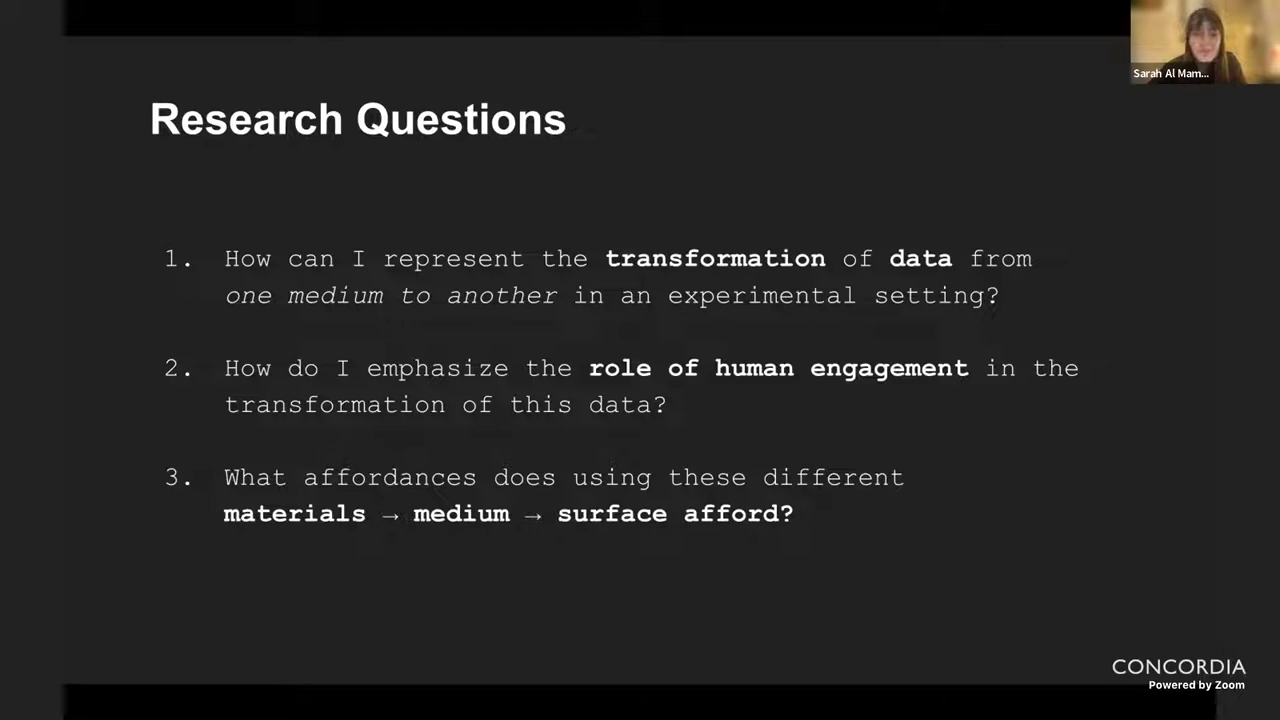 Sarah Al Mam...
Research Questions
1. How can I represent the transformation of data from
one medium to another in an experimental setting?
2. How do I emphasize the role of human engagement in the
transformation of this data?
3. What affordances does using these different
materials → medium → surface afford?
CONCORDIA
Powered by Zoom